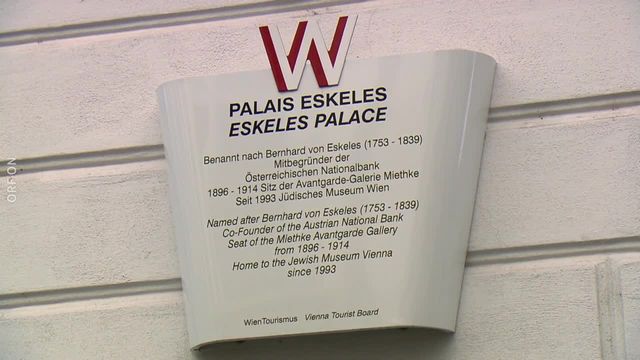 W
PALAIS ESKELES
ESKELES PALACE
Benannt nach Bernhard von Eskeles (1753 - 1839)
Mitbegründer der
Österreichischen Nationalbank
1896 - 1914 Sitz der Avantgarde-Galerie Miethke
Seit 1993 Jüdisches Museum Wien
Named after Bernhard von Eskeles (1753 - 1839)
Co-Founder of the Austrian National Bank
Seat of the Miethke Avantgarde Gallery
from 1896 - 1914
Home to the Jewish Museum Vienna
since 1993
WienTourismus Vienna Tourist Board
OR ON